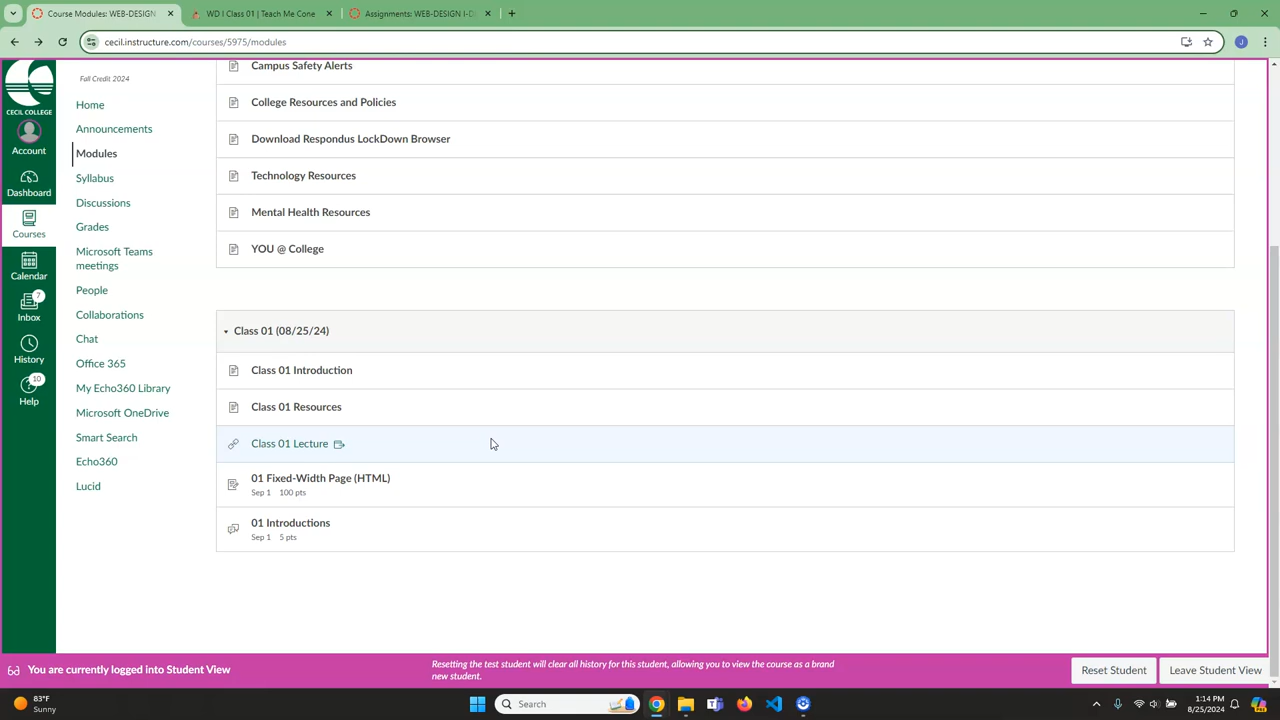 Course Modules: WEB-DESIGN
WD I Class 01 | Teach Me Cone
Assignments: WEB-DESIGN I-D
cecil.instructure.com/courses/5975/modules
J
CECIL COLLEGE
Account
Dashboard
Courses
Calendar
7
Inbox
History
10
Help
Fall Credit 2024
Home
Announcements
Modules
Syllabus
Discussions
Grades
Microsoft Teams
meetings
People
Collaborations
Chat
Office 365
My Echo360 Library
Microsoft OneDrive
Smart Search
Echo360
Lucid
Campus Safety Alerts
College Resources and Policies
Download Respondus LockDown Browser
Technology Resources
Mental Health Resources
YOU @ College
Class 01 (08/25/24)
Class 01 Introduction
Class 01 Resources
Class 01 Lecture
01 Fixed-Width Page (HTML)
Sep 1 100 pts
01 Introductions
Sep 1 5 pts
You are currently logged into Student View
Resetting the test student will clear all history for this student, allowing you to view the course as a brand
new student.
Reset Student
Leave Student View
83°F
Sunny
Search
1:14 PM
8/25/2024